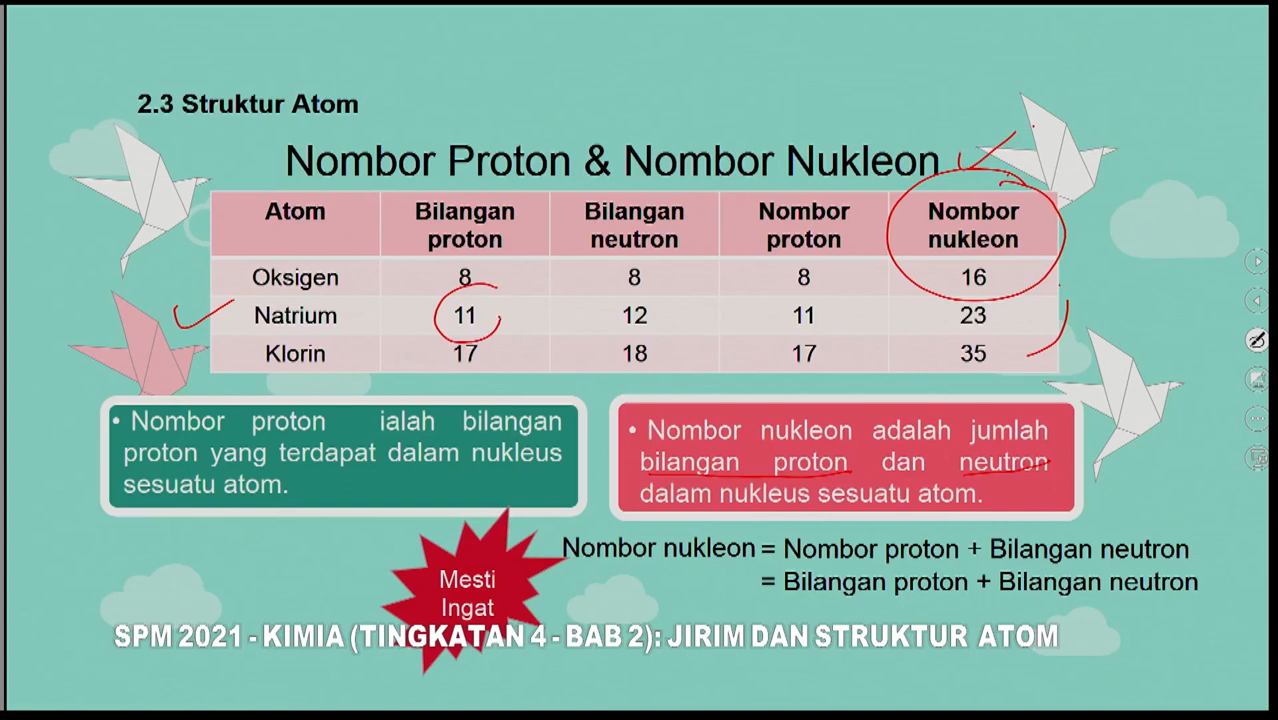 2.3 Struktur Atom
Nombor Proton & Nombor Nukleon
Atom Bilangan proton Bilangan neutron Nombor proton Nombor nukleon
Oksigen 8 8 8 16
Natrium 11 12 11 23
Klorin 17 18 17 35
• Nombor proton ialah bilangan
proton yang terdapat dalam nukleus
sesuatu atom.
• Nombor nukleon adalah jumlah
bilangan proton dan neutron
dalam nukleus sesuatu atom.
Mesti
Ingat
Nombor nukleon = Nombor proton + Bilangan neutron
= Bilangan proton + Bilangan neutron
SPM 2021 - KIMIA (TINGKATAN 4 - BAB 2): JIRIM DAN STRUKTUR ATOM